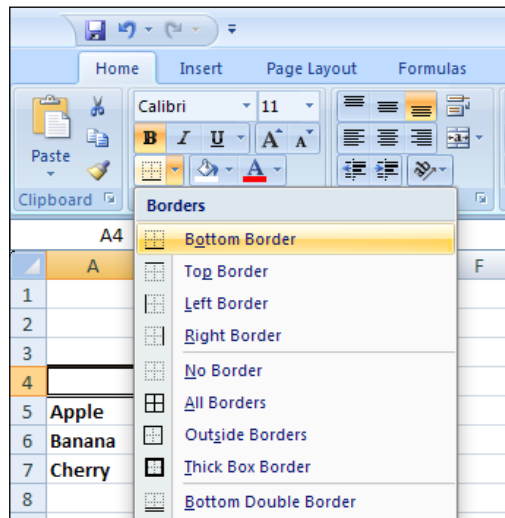 Home Insert Page Layout Formulas
Calibri 11
B I U A A
Paste
A
Clipboard
Borders
A4
Bottom Border
A F
Top Border
1
Left Border
2
Right Border
3
No Border
4
All Borders
5 Apple
Outside Borders
6 Banana
Thick Box Border
7 Cherry
Bottom Double Border
8